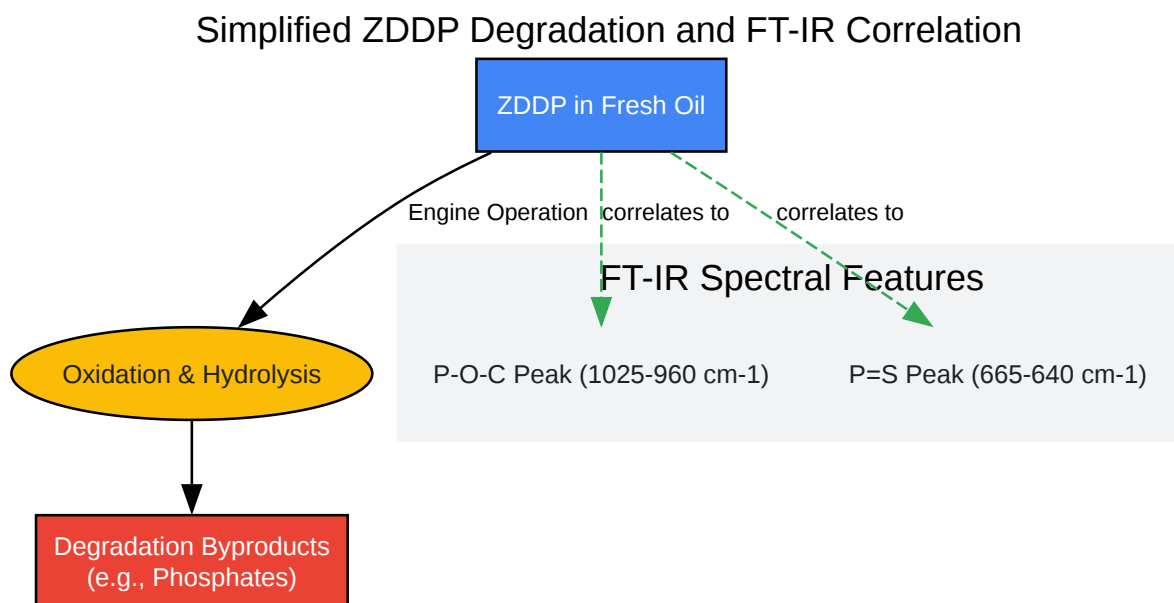 Simplified ZDDP Degradation and FT-IR Correlation
ZDDP in Fresh Oil
Engine Operation
correlates to
correlates to
FT-IR Spectral Features
Oxidation & Hydrolysis
P-O-C Peak (1025-960 cm-1)
P=S Peak (665-640 cm-1)
Degradation Byproducts
(e.g., Phosphates)